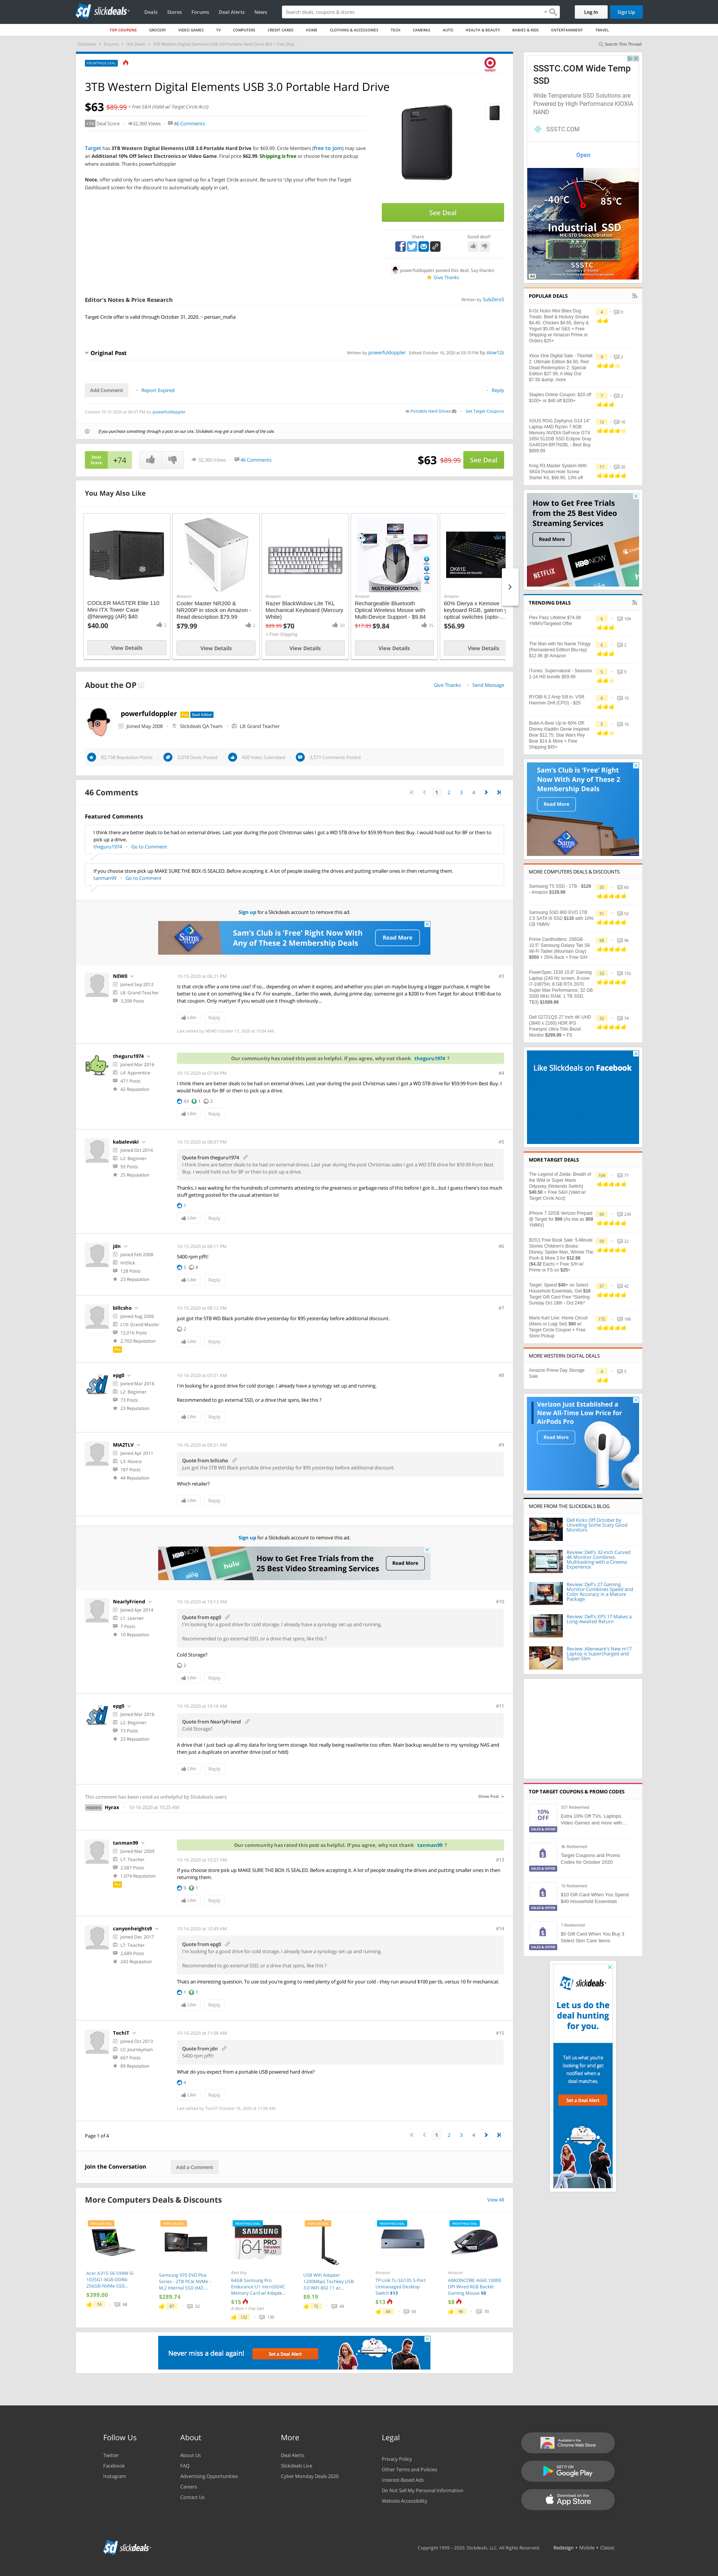 slickdeals
Deals Stores Forums Deal Alerts News
Search deals, coupons & stores
Log In Sign Up
TOP COUPONS GROCERY VIDEO GAMES TV COMPUTERS CREDIT CARDS HOME CLOTHING & ACCESSORIES TECH CAMERAS AUTO HEALTH & BEAUTY BABIES & KIDS ENTERTAINMENT TRAVEL
Search This Thread
FRONTPAGE DEAL
3TB Western Digital Elements USB 3.0 Portable Hard Drive
$63 $89.99 + Free S&H (Valid w/ Target Circle Acct)
+74 Deal Score 32,360 Views 46 Comments
Target has 3TB Western Digital Elements USB 3.0 Portable Hard Drive for $69.99. Circle Members (free to join) may save
an Additional 10% Off Select Electronics or Video Game. Final price $62.99. Shipping is free or choose free store pickup
where available. Thanks powerfuldoppler
Note, offer valid only for users who have signed up for a Target Circle account. Be sure to 'clip your offer from the Target
Dashboard screen for the discount to automatically apply in cart.
See Deal
Share Good deal?
powerfuldoppler posted this deal. Say thanks!
Give Thanks
Editor's Notes & Price Research
Written by SubZero5
Target Circle offer is valid through October 31, 2020. ~ persian_mafia
Original Post
Written by powerfuldoppler Edited October 16, 2020 at 03:10 PM by slow12s
Add Comment Report Expired Reply
Created 10-15-2020 at 06:07 PM by powerfuldoppler
in Portable Hard Drives (8) Get Target Coupons
If you purchase something through a post on our site, Slickdeals may get a small share of the sale.
Deal Score +74 32,360 Views 46 Comments $63 $89.99 See Deal
You May Also Like
COOLER MASTER Elite 110
Mini ITX Tower Case
@Newegg (AR) $40
$40.00 2
View Details
Amazon
Cooler Master NR200 &
NR200P in stock on Amazon -
Read description $79.99
$79.99 2
View Details
Amazon
Razer BlackWidow Lite TKL
Mechanical Keyboard (Mercury
White)
$89.99 $70 30
+ Free Shipping
View Details
MULTI-DEVICE CONTROL
Amazon
Rechargeable Bluetooth
Optical Wireless Mouse with
Multi-Device Support - $9.84
$17.89 $9.84 35
View Details
DK61E
Amazon
60% Dierya x Kemove
keyboard RGB, gateron
optical switches (opto-...
$56.99
View Details
About the OP
Give Thanks Send Message
powerfuldoppler Pro Deal Editor
Joined May 2008 Slickdeals QA Team L8: Grand Teacher
82,158 Reputation Points 3,018 Deals Posted 420 Votes Submitted 3,571 Comments Posted
46 Comments
1 2 3 4
Featured Comments
I think there are better deals to be had on external drives. Last year during the post Christmas sales I got a WD 5TB drive for $59.99 from Best Buy. I would hold out for BF or then to
pick up a drive.
theguru1974 Go to Comment
If you choose store pick up MAKE SURE THE BOX IS SEALED. Before accepting it. A lot of people stealing the drives and putting smaller ones in then returning them.
tanman99 Go to Comment
Sign up for a Slickdeals account to remove this ad.
Sam's Club is 'Free' Right Now With
Any of These 2 Membership Deals
Read More
NEW0
Joined Sep 2012
L8: Grand Teacher
3,208 Posts
10-15-2020 at 06:21 PM #3
Is that circle offer a one time use? If so... depending on when it expires, and whether you might plan on buying something more expensive, you may want to
use it on something like a TV. For example... Earlier this week, during prime day, someone got a $200 tv from Target for about $180 due to
that coupon. Only matttyer if you would use it though obviously...
Like Reply
Last edited by NEW0 October 17, 2020 at 10:04 AM
theguru1974
Joined Mar 2016
L4: Apprentice
471 Posts
42 Reputation
Our community has rated this post as helpful. If you agree, why not thank theguru1974 ?
10-15-2020 at 07:44 PM #4
I think there are better deals to be had on external drives. Last year during the post Christmas sales I got a WD 5TB drive for $59.99 from Best Buy. I
would hold out for BF or then to pick up a drive.
43 1 2
Like Reply
kabalevski
Joined Oct 2014
L2: Beginner
93 Posts
25 Reputation
10-15-2020 at 08:07 PM #5
Quote from theguru1974
I think there are better deals to be had on external drives. Last year during the post Christmas sales I got a WD 5TB drive for $59.99 from Best
Buy. I would hold out for BF or then to pick up a drive.
Thanks..I was waiting for the hundreds of comments attesting to the greatness or garbage-ness of this before I got it....but I guess there's too much
stuff getting posted for the usual attention lol
1
Like Reply
jdn
Joined Feb 2008
lmSlick
128 Posts
23 Reputation
10-15-2020 at 08:11 PM #6
5400 rpm pfft!
5 8
Like Reply
billcsho
Joined Aug 2006
L10: Grand Master
12,616 Posts
2,703 Reputation
Pro
10-15-2020 at 08:12 PM #7
just got the 5TB WD Black portable drive yesterday for $95 yesterday before additional discount.
2
Like Reply
epg0
Joined Mar 2016
L2: Beginner
73 Posts
23 Reputation
10-16-2020 at 03:51 AM #8
I'm looking for a good drive for cold storage. I already have a synology set up and running.
Recommended to go external SSD, or a drive that spins, like this ?
Like Reply
MIA2TLV
Joined Apr 2011
L3: Novice
187 Posts
44 Reputation
10-16-2020 at 09:01 AM #9
Quote from billcsho
just got the 5TB WD Black portable drive yesterday for $95 yesterday before additional discount.
Which retailer?
Like Reply
Sign up for a Slickdeals account to remove this ad.
HBO NOW hulu
How to Get Free Trials from the
25 Best Video Streaming Services
Read More
NearlyFriend
Joined Apr 2014
L1: Learner
7 Posts
10 Reputation
10-16-2020 at 10:13 AM #10
Quote from epg0
I'm looking for a good drive for cold storage. I already have a synology set up and running.
Recommended to go external SSD, or a drive that spins, like this ?
Cold Storage?
2
Like Reply
epg0
Joined Mar 2016
L2: Beginner
73 Posts
23 Reputation
10-16-2020 at 10:16 AM #11
Quote from NearlyFriend
Cold Storage?
A drive that I just back up all my data for long term storage. Not really being read/write too often. Main backup would be to my synology NAS and
then just a duplicate on another drive (ssd or hdd)
Like Reply
This comment has been rated as unhelpful by Slickdeals users Show Post
HIDDEN Hyrax 10-16-2020 at 10:25 AM
tanman99
Joined Mar 2009
L7: Teacher
2,087 Posts
1,074 Reputation
Pro
Our community has rated this post as helpful. If you agree, why not thank tanman99 ?
10-16-2020 at 10:27 AM #13
If you choose store pick up MAKE SURE THE BOX IS SEALED. Before accepting it. A lot of people stealing the drives and putting smaller ones in then
returning them.
9 1
Like Reply
canyonheights9
Joined Dec 2017
L7: Teacher
2,689 Posts
243 Reputation
10-16-2020 at 10:49 AM #14
Quote from epg0
I'm looking for a good drive for cold storage. I already have a synology set up and running.
Recommended to go external SSD, or a drive that spins, like this ?
Thats an interesting question. To use ssd you're going to need plenty of gold for your cold - they run around $100 per tb, versus 10 fir mechanical.
1 1
Like Reply
TochiT
Joined Oct 2013
L5: Journeyman
667 Posts
89 Reputation
10-16-2020 at 11:06 AM #15
Quote from jdn
5400 rpm pfft!
What do you expect from a portable USB powered hard drive?
4
Like Reply
Last edited by TochiT October 16, 2020 at 11:09 AM
Page 1 of 4
1 2 3 4
Join the Conversation Add a Comment
More Computers Deals & Discounts View All
Acer A315-56-594W i5-
1035G1-8GB-DDR4-
256GB-NVMe-SSD...
$399.00
Samsung 970 EVO Plus
Series - 2TB PCIe NVMe -
M.2 Internal SSD (MZ-...
$289.74
Best Buy
64GB Samsung Pro
Endurance U1 microSDXC
Memory Card w/ Adapte...
$15
USB WiFi Adapter
1200Mbps Techkey USB
3.0 WiFi 802.11 ac...
$9.19
Amazon
TP-Link TL-SG105 5-Port
Unmanaged Desktop
Switch $13
$13
Amazon
ABKONCORE A660 10000
DPI Wired RGB Backlit
Gaming Mouse $8
$8
Never miss a deal again! Set a Deal Alert
SSSTC.COM Wide Temp
SSD
Wide Temperature SSD Solutions are
Powered by High Performance KIOXIA
NAND
SSSTC.COM
Open
-40°C 85°C
Industrial SSD
MIL-STD Shock/Vibration
SSSTC
POPULAR DEALS
8-Oz Nutro Mini Bites Dog
Treats: Beef & Hickory Smoke
$4.40, Chicken $4.65, Berry &
Yogurt $5.05 w/ S&S + Free
Shipping w/ Amazon Prime or
Orders $25+
Xbox One Digital Sale - Titanfall
2: Ultimate Edition $4.50, Red
Dead Redemption 2: Special
Edition $27.99, A Way Out
$7.50 &amp; more
Staples Online Coupon: $20 off
$100+ or $40 off $200+
ASUS ROG Zephyrus G14 14"
Laptop AMD Ryzen 7 8GB
Memory NVIDIA GeForce GTX
1650 512GB SSD Eclipse Gray
GA401IH-BR7N2BL - Best Buy
$899.99
Korg R3 Master System With
SK04 Pocket Hole Screw
Starter Kit, $68.95, 13% off
How to Get Free Trials
from the 25 Best Video
Streaming Services
Read More
NETFLIX HBO NOW
TRENDING DEALS
Plex Pass Lifetime $74.99
YMMV/Targeted Offer
The Man with No Name Trilogy
(Remastered Edition Blu-ray)
$12.96 @ Amazon
iTunes: Supernatural - Seasons
1-14 HD bundle $59.99
RYOBI 6.2 Amp 5/8 in. VSR
Hammer Drill (CPO) - $25
Build-A-Bear Up to 60% Off:
Disney Aladdin Genie Inspired
Bear $12.75, Star Wars Rey
Bear $14 & More + Free
Shipping $45+
Sam's Club is 'Free' Right
Now With Any of These 2
Membership Deals
Read More
MORE COMPUTERS DEALS & DISCOUNTS
Samsung T5 SSD - 1TB - $129
- Amazon $129.99
Samsung SSD 860 EVO 1TB
2.5 SATA III SSD $115 with 10%
CB YMMV
Prime Cardholders: 256GB
10.5" Samsung Galaxy Tab S6
Wi-Fi Tablet (Mountain Gray)
$550 + 25% Back + Free S/H
PowerSpec 1530 15.6" Gaming
Laptop (240 Hz screen, 8-core
i7-10875H, 8 GB RTX 2070
Super Max Performance, 32 GB
3200 MHz RAM, 1 TB SSD,
TB3) $1599.99
Dell S2721QS 27 Inch 4K UHD
(3840 x 2160) HDR IPS
Freesync Ultra-Thin Bezel
Monitor $299.99 + FS
Like Slickdeals on Facebook
MORE TARGET DEALS
The Legend of Zelda: Breath of
the Wild or Super Mario
Odyssey (Nintendo Switch)
$40.50 + Free S&H (Valid w/
Target Circle Acct)
iPhone 7 32GB Verizon Prepaid
@ Target for $99 (As low as $59
YMMV)
B2G1 Free Book Sale: 5-Minute
Stories Children's Books:
Disney, Spider-Man, Winnie The
Pooh & More 3 for $12.98
($4.32 Each) + Free S/H w/
Prime or FS on $25+
Target: Spend $40+ on Select
Household Essentials, Get $10
Target Gift Card Free *Starting
Sunday Oct 18th - Oct 24th*
Mario Kart Live: Home Circuit
(Mario or Luigi Set) $90 w/
Target Circle Coupon + Free
Store Pickup
MORE WESTERN DIGITAL DEALS
Amazon Prime Day Storage
Sale
Verizon Just Established a
New All-Time Low Price for
AirPods Pro
Read More
MORE FROM THE SLICKDEALS BLOG
Dell Kicks Off October by
Unveiling Some Scary Good
Monitors
Review: Dell's 32-inch Curved
4K Monitor Combines
Multitasking with a Cinema
Experience
Review: Dell's 27 Gaming
Monitor Combines Speed and
Color Accuracy in a Mature
Package
Review: Dell's XPS 17 Makes a
Long-Awaited Return
Review: Alienware's New m17
Laptop is Supercharged and
Super-Slim
TOP TARGET COUPONS & PROMO CODES
10% OFF
507 Redeemed
Extra 10% Off TVs, Laptops,
Video Games and more with...
SALES & OFFER
3k Redeemed
Target Coupons and Promo
Codes for October 2020
SALES & OFFER
10 Redeemed
$10 Gift Card When You Spend
$40 Household Essentials
SALES & OFFER
1 Redeemed
$5 Gift Card When You Buy 3
Select Skin Care Items
SALES & OFFER
slickdeals
Let us do the
deal hunting
for you.
Tell us what you're
looking for and get
notified when a
deal matches.
Set a Deal Alert
Follow Us
Twitter
Facebook
Instagram
About
About Us
FAQ
Advertising Opportunities
Careers
Contact Us
More
Deal Alerts
Slickdeals Live
Cyber Monday Deals 2020
Legal
Privacy Policy
Other Terms and Policies
Interest-Based Ads
Do Not Sell My Personal Information
Website Accessibility
Available in the Chrome Web Store
GET IT ON Google Play
Download on the App Store
slickdeals
Copyright 1999 – 2020. Slickdeals, LLC. All Rights Reserved. Redesign • Mobile • Classic